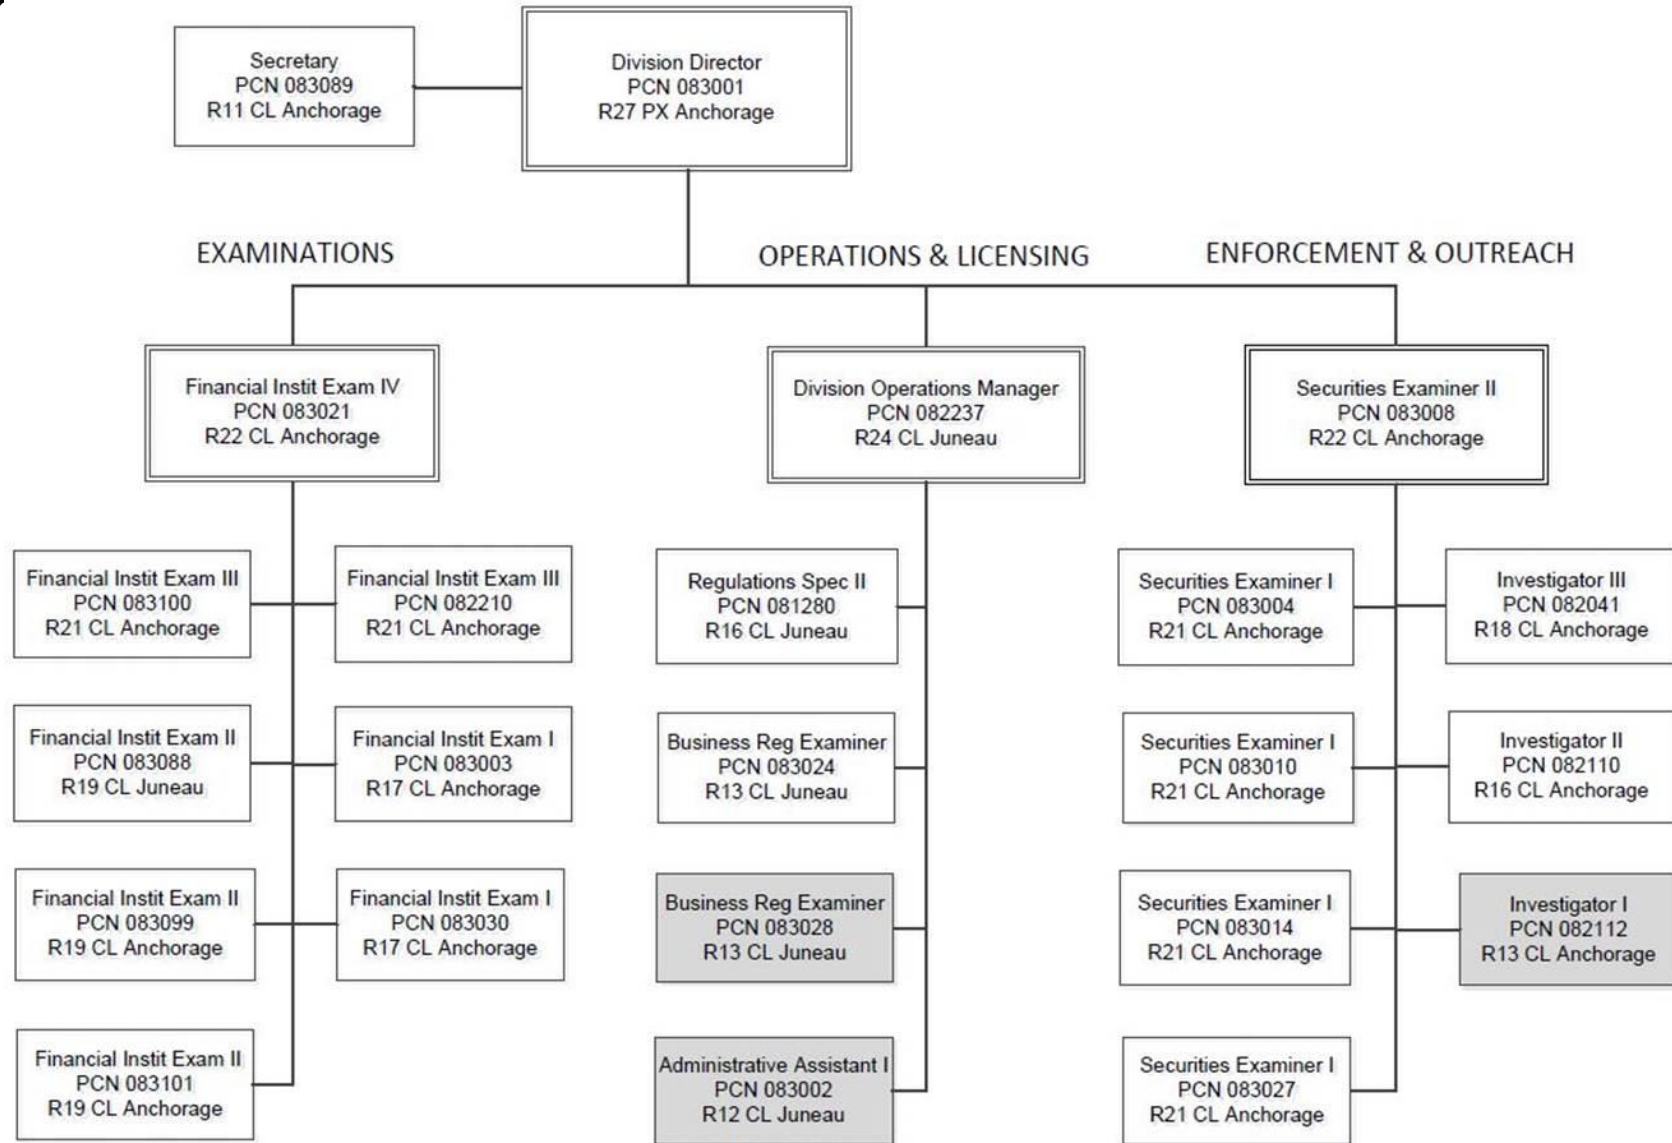 Secretary
PCN 083089
R11 CL Anchorage
Division Director
PCN 083001
R27 PX Anchorage
EXAMINATIONS
OPERATIONS & LICENSING
ENFORCEMENT & OUTREACH
Financial Instit Exam IV
PCN 083021
R22 CL Anchorage
Division Operations Manager
PCN 082237
R24 CL Juneau
Securities Examiner II
PCN 083008
R22 CL Anchorage
Financial Instit Exam III
PCN 083100
R21 CL Anchorage
Financial Instit Exam III
PCN 082210
R21 CL Anchorage
Regulations Spec II
PCN 081280
R16 CL Juneau
Securities Examiner I
PCN 083004
R21 CL Anchorage
Investigator III
PCN 082041
R18 CL Anchorage
Financial Instit Exam II
PCN 083088
R19 CL Juneau
Financial Instit Exam I
PCN 083003
R17 CL Anchorage
Business Reg Examiner
PCN 083024
R13 CL Juneau
Securities Examiner I
PCN 083010
R21 CL Anchorage
Investigator II
PCN 082110
R16 CL Anchorage
Financial Instit Exam II
PCN 083099
R19 CL Anchorage
Financial Instit Exam I
PCN 083030
R17 CL Anchorage
Business Reg Examiner
PCN 083028
R13 CL Juneau
Securities Examiner I
PCN 083014
R21 CL Anchorage
Investigator I
PCN 082112
R13 CL Anchorage
Financial Instit Exam II
PCN 083101
R19 CL Anchorage
Administrative Assistant I
PCN 083002
R12 CL Juneau
Securities Examiner I
PCN 083027
R21 CL Anchorage